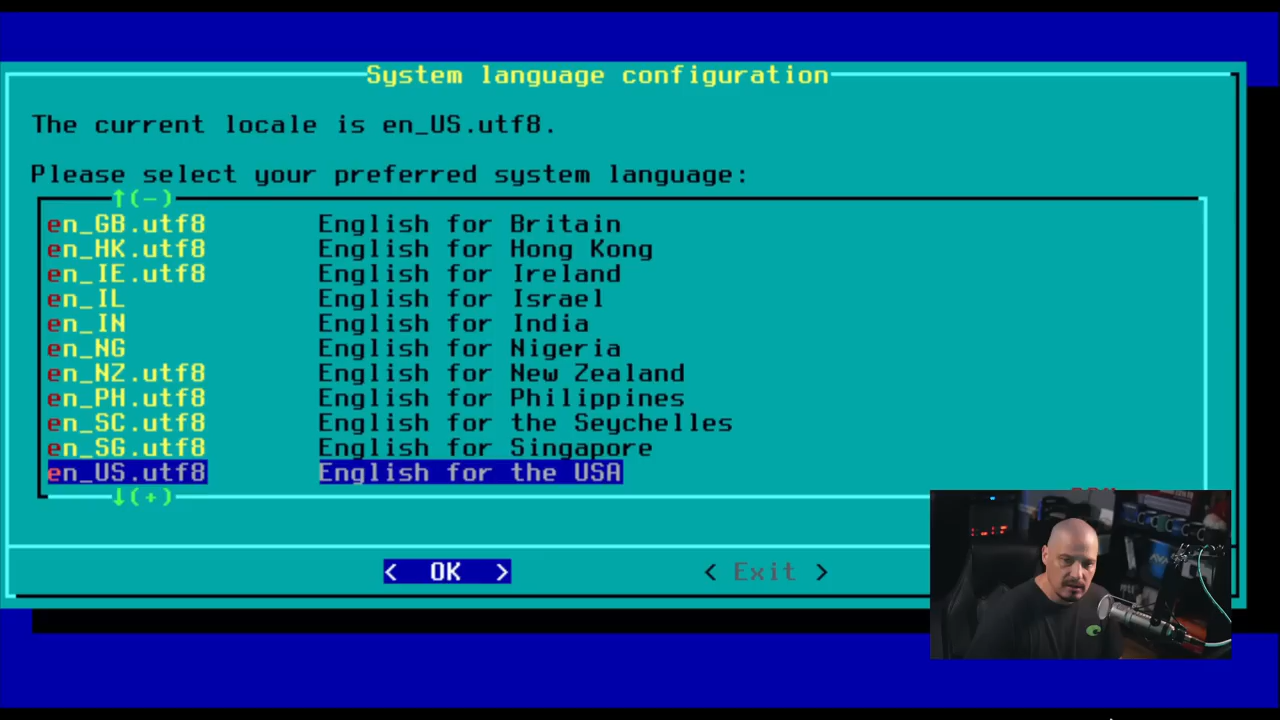 System language configuration
The current locale is en_US.utf8.
Please select your preferred system language:
↑(-)
en_GB.utf8 English for Britain
en_HK.utf8 English for Hong Kong
en_IE.utf8 English for Ireland
en_IL English for Israel
en_IN English for India
en_NG English for Nigeria
en_NZ.utf8 English for New Zealand
en_PH.utf8 English for Philippines
en_SC.utf8 English for the Seychelles
en_SG.utf8 English for Singapore
en_US.utf8 English for the USA
↓(+)
< OK > < Exit >